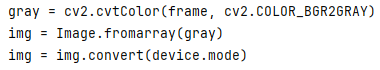 gray = cv2.cvtColor(frame, cv2.COLOR_BGR2GRAY)
img = Image.fromarray(gray)
img = img.convert(device.mode)